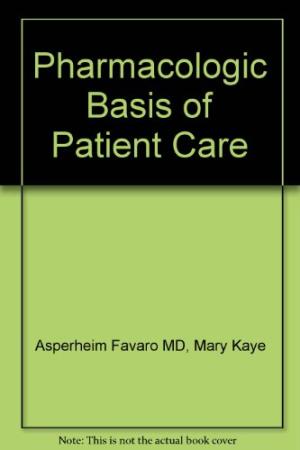 Pharmacologic
Basis of
Patient Care
Asperheim Favaro MD, Mary Kaye
Note: This is not the actual book cover